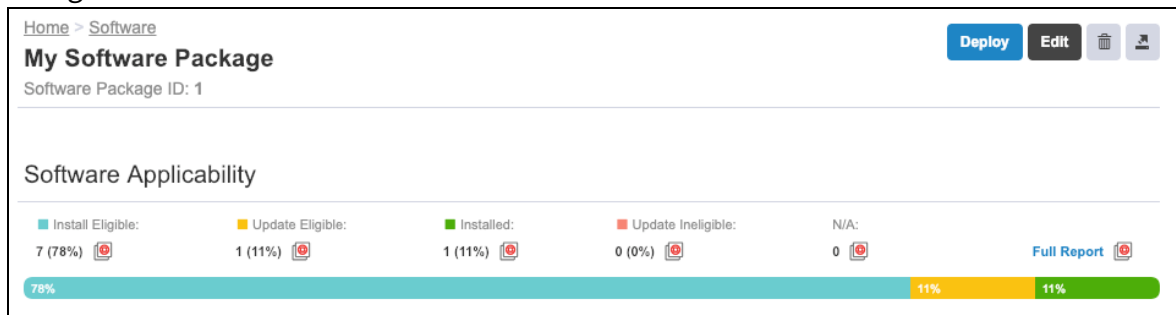 Home > Software
My Software Package
Software Package ID: 1
Deploy
Edit
Software Applicability
Install Eligible:
Update Eligible:
Installed:
Update Ineligible:
N/A:
7 (78%)
1 (11%)
1 (11%)
0 (0%)
0
Full Report
78%
11%
11%